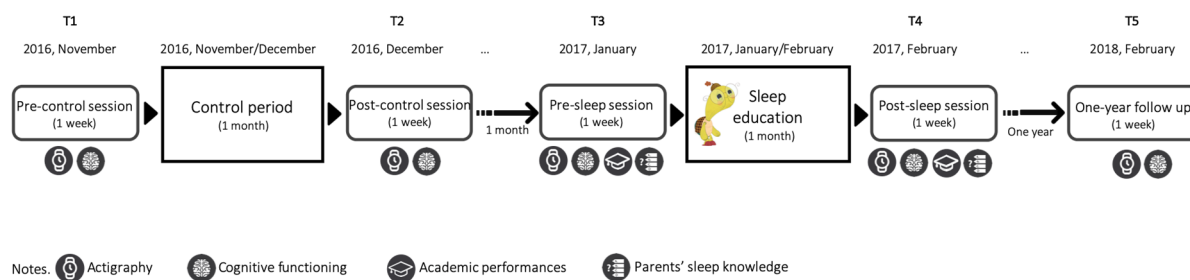 T1 T2 T3 T4 T5
2016, November 2016, November/December 2016, December ... 2017, January 2017, January/February 2017, February ... 2018, February
Pre-control session
(1 week)
Control period
(1 month)
Post-control session
(1 week)
1 month
Pre-sleep session
(1 week)
Sleep
education
(1 month)
Post-sleep session
(1 week)
One year
One-year follow up
(1 week)
Notes. Actigraphy Cognitive functioning Academic performances Parents' sleep knowledge